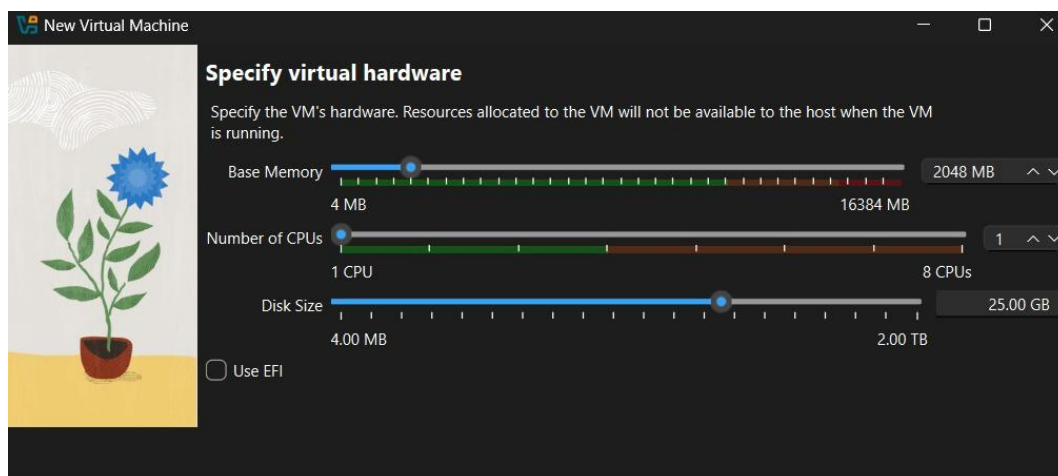 New Virtual Machine
Specify virtual hardware
Specify the VM's hardware. Resources allocated to the VM will not be available to the host when the VM
is running.
Base Memory 2048 MB
4 MB 16384 MB
Number of CPUs 1
1 CPU 8 CPUs
Disk Size 25.00 GB
4.00 MB 2.00 TB
Use EFI